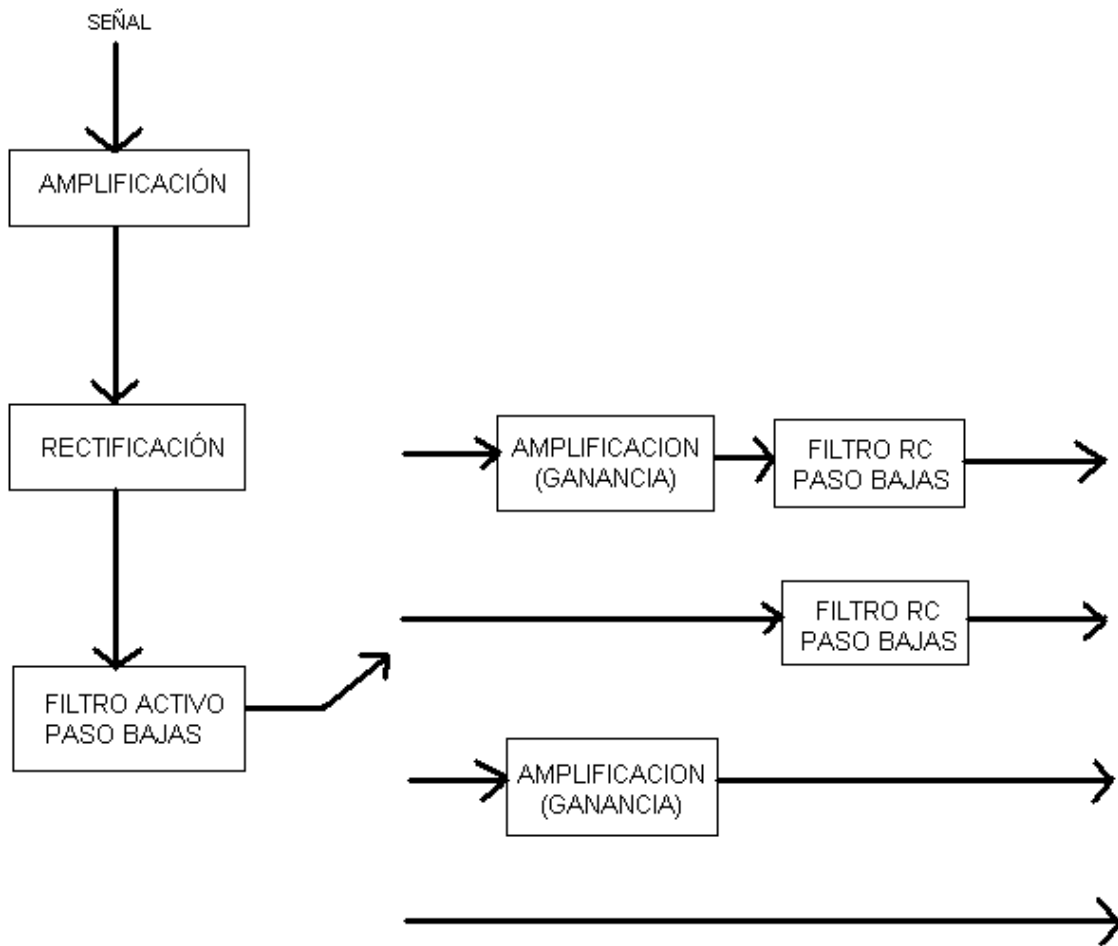 SEÑAL
AMPLIFICACIÓN
RECTIFICACIÓN
FILTRO ACTIVO
PASO BAJAS
AMPLIFICACION
(GANANCIA)
FILTRO RC
PASO BAJAS
FILTRO RC
PASO BAJAS
AMPLIFICACION
(GANANCIA)